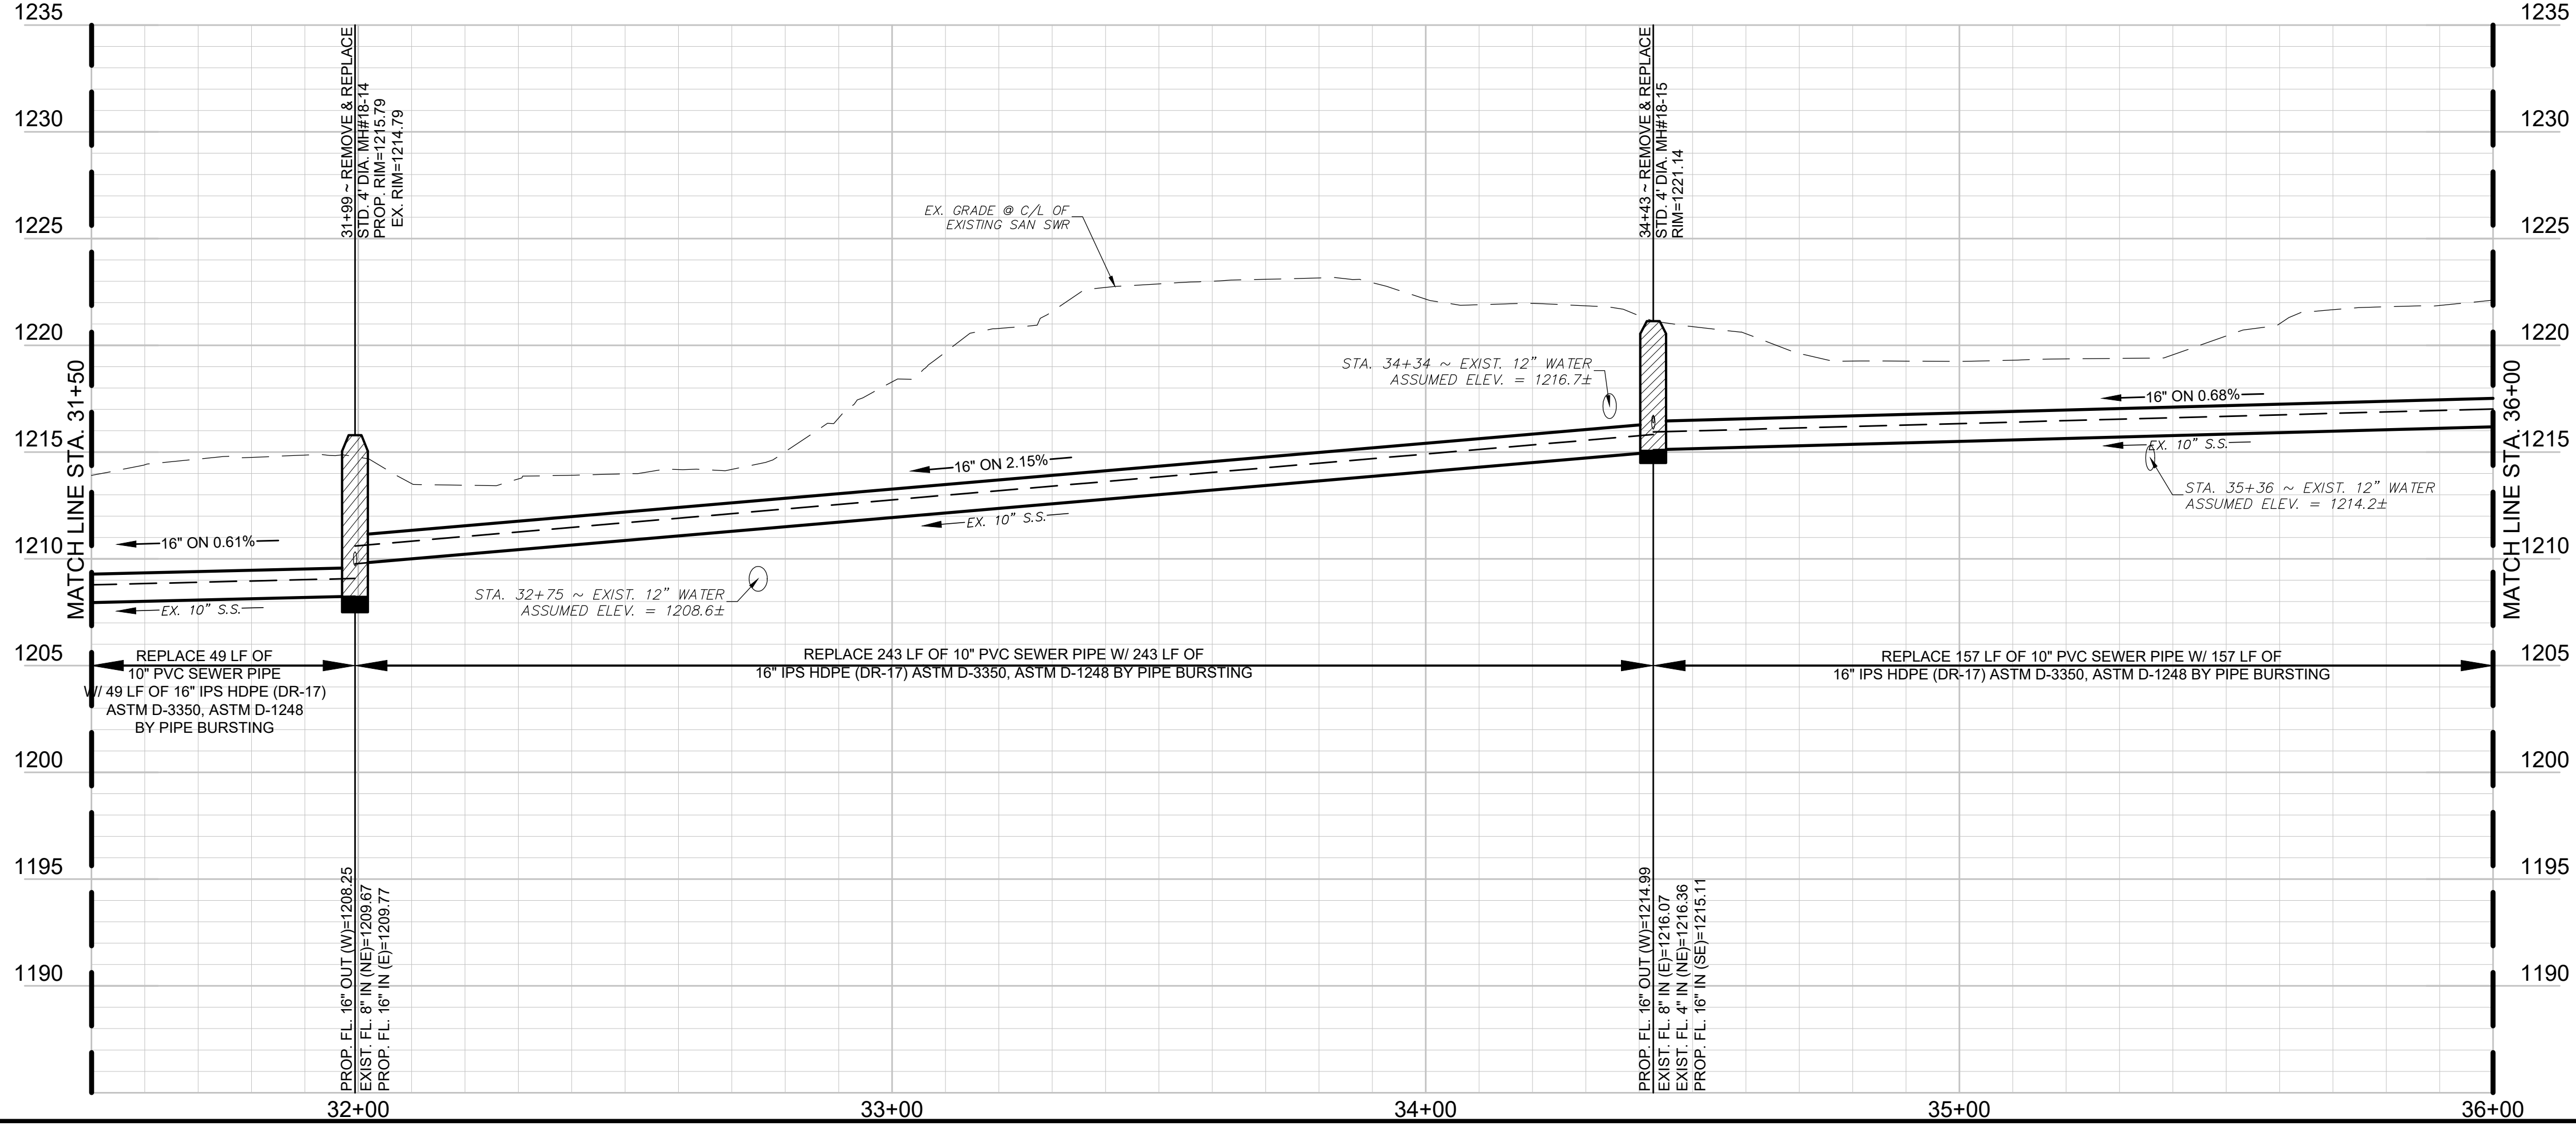 1235
1230
1225
1220
1215
1210
1205
1200
1195
1190
1235
1230
1225
1220
1215
1210
1205
1200
1195
1190
MATCH LINE STA. 31+50
MATCH LINE STA. 36+00
31+99 ~ REMOVE & REPLACE
STD. 4' DIA. MH#18-14
PROP. RIM=1215.79
EX. RIM=1214.79
34+43 ~ REMOVE & REPLACE
STD. 4' DIA. MH#18-15
RIM=1221.14
EX. GRADE @ C/L OF
EXISTING SAN SWR
STA. 34+34 ~ EXIST. 12" WATER
ASSUMED ELEV. = 1216.7±
16" ON 0.68%
EX. 10" S.S.
STA. 35+36 ~ EXIST. 12" WATER
ASSUMED ELEV. = 1214.2±
16" ON 2.15%
EX. 10" S.S.
16" ON 0.61%
EX. 10" S.S.
STA. 32+75 ~ EXIST. 12" WATER
ASSUMED ELEV. = 1208.6±
REPLACE 49 LF OF
10" PVC SEWER PIPE
W/ 49 LF OF 16" IPS HDPE (DR-17)
ASTM D-3350, ASTM D-1248
BY PIPE BURSTING
REPLACE 243 LF OF 10" PVC SEWER PIPE W/ 243 LF OF
16" IPS HDPE (DR-17) ASTM D-3350, ASTM D-1248 BY PIPE BURSTING
REPLACE 157 LF OF 10" PVC SEWER PIPE W/ 157 LF OF
16" IPS HDPE (DR-17) ASTM D-3350, ASTM D-1248 BY PIPE BURSTING
PROP. FL. 16" OUT (W)=1208.25
EXIST. FL. 8" IN (NE)=1209.67
PROP. FL. 16" IN (E)=1209.77
PROP. FL. 16" OUT (W)=1214.99
EXIST. FL. 8" IN (E)=1216.07
EXIST. FL. 4" IN (NE)=1216.36
PROP. FL. 16" IN (SE)=1215.11
32+00
33+00
34+00
35+00
36+00